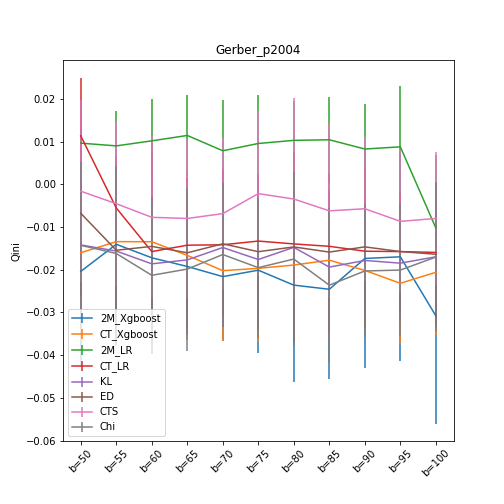 Gerber_p2004
Qini
0.02
0.01
0.00
−0.01
−0.02
−0.03
−0.04
−0.05
−0.06
2M_Xgboost
CT_Xgboost
2M_LR
CT_LR
KL
ED
CTS
Chi
b=50
b=55
b=60
b=65
b=70
b=75
b=80
b=85
b=90
b=95
b=100